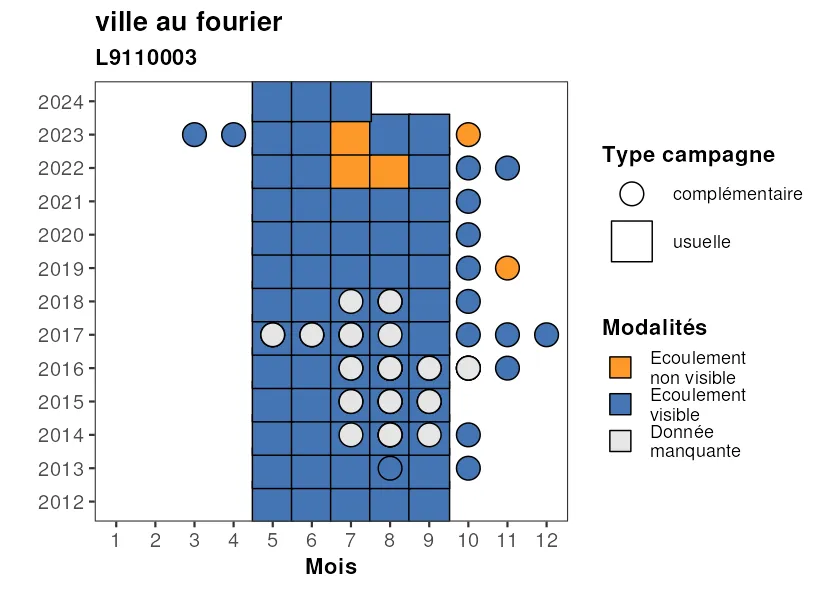 ville au fourier
L9110003
2024
2023
2022
2021
2020
2019
2018
2017
2016
2015
2014
2013
2012
1 2 3 4 5 6 7 8 9 10 11 12
Mois
Type campagne
complémentaire
usuelle
Modalités
Ecoulement
non visible
Ecoulement
visible
Donnée
manquante